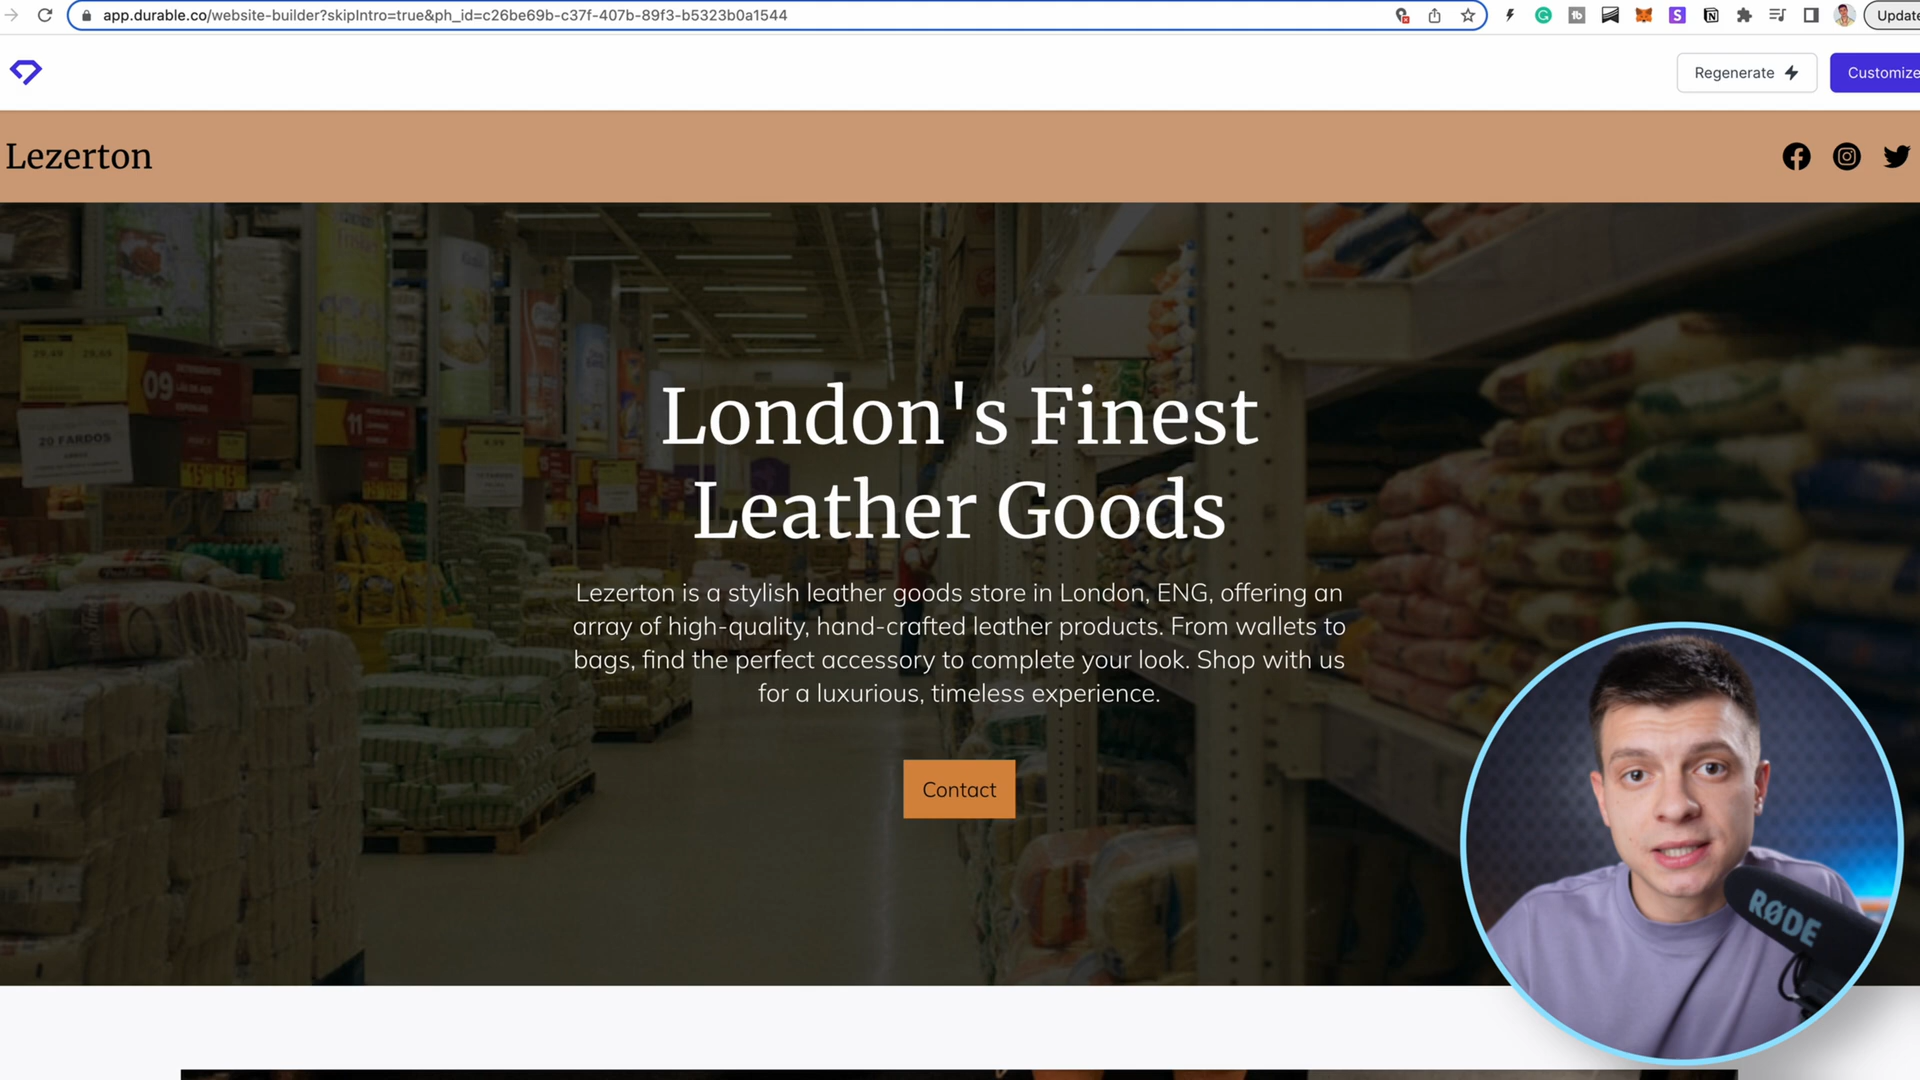 app.durable.co/website-builder?skipIntro=true&ph_id=c26be69b-c37f-407b-89f3-b5323b0a1544
Update
Regenerate
Customize
Lezerton
London's Finest
Leather Goods
Lezerton is a stylish leather goods store in London, ENG, offering an
array of high-quality, hand-crafted leather products. From wallets to
bags, find the perfect accessory to complete your look. Shop with us
for a luxurious, timeless experience.
Contact
09
11
20 FARDOS
RØDE